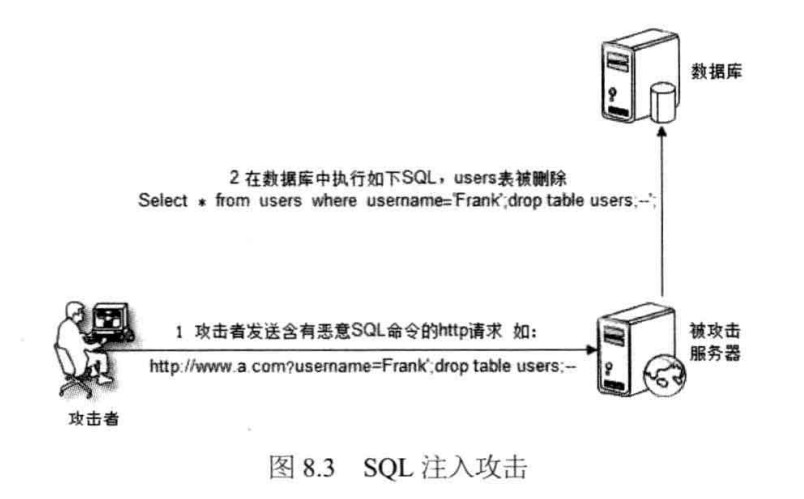 数据库
2 在数据库中执行如下SQL，users表被删除
Select * from users where username='Frank';drop table users;--';
1 攻击者发送含有恶意SQL命令的http请求 如：
http://www.a.com?username=Frank';drop table users;--
被攻击
服务器
攻击者
图 8.3 SQL 注入攻击